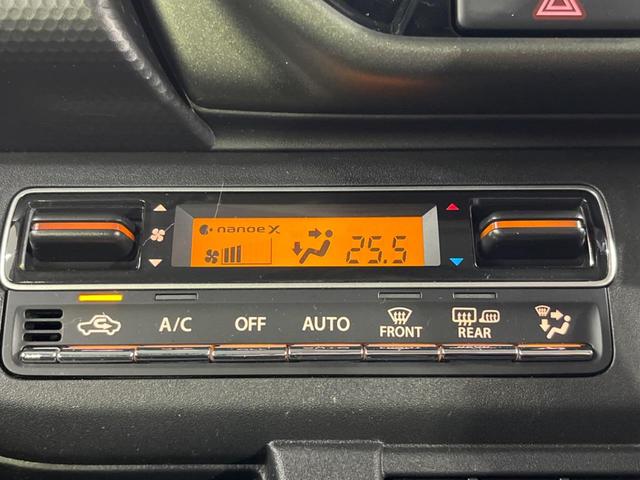 nanoe X
25.5
A/C OFF AUTO FRONT REAR